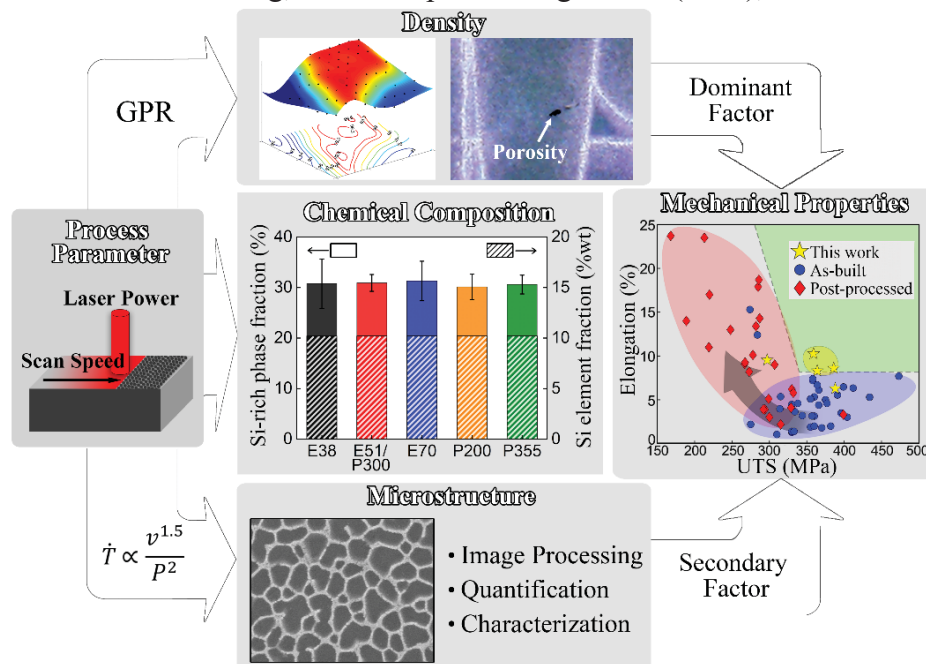 Density
GPR
Porosity
Dominant
Factor
Process
Parameter
Laser Power
Scan Speed
Chemical Composition
Si-rich phase fraction (%)
40
30
20
10
0
20
15
10
5
0
Si element fraction (%wt)
E38
E51/
P300
E70
P200
P355
Mechanical Properties
Elongation (%)
25
20
15
10
5
0
This work
As-built
Post-processed
150 200 250 300 350 400 450 500
UTS (MPa)
Microstructure
Ṫ ∝ v^1.5 / P^2
• Image Processing
• Quantification
• Characterization
Secondary
Factor